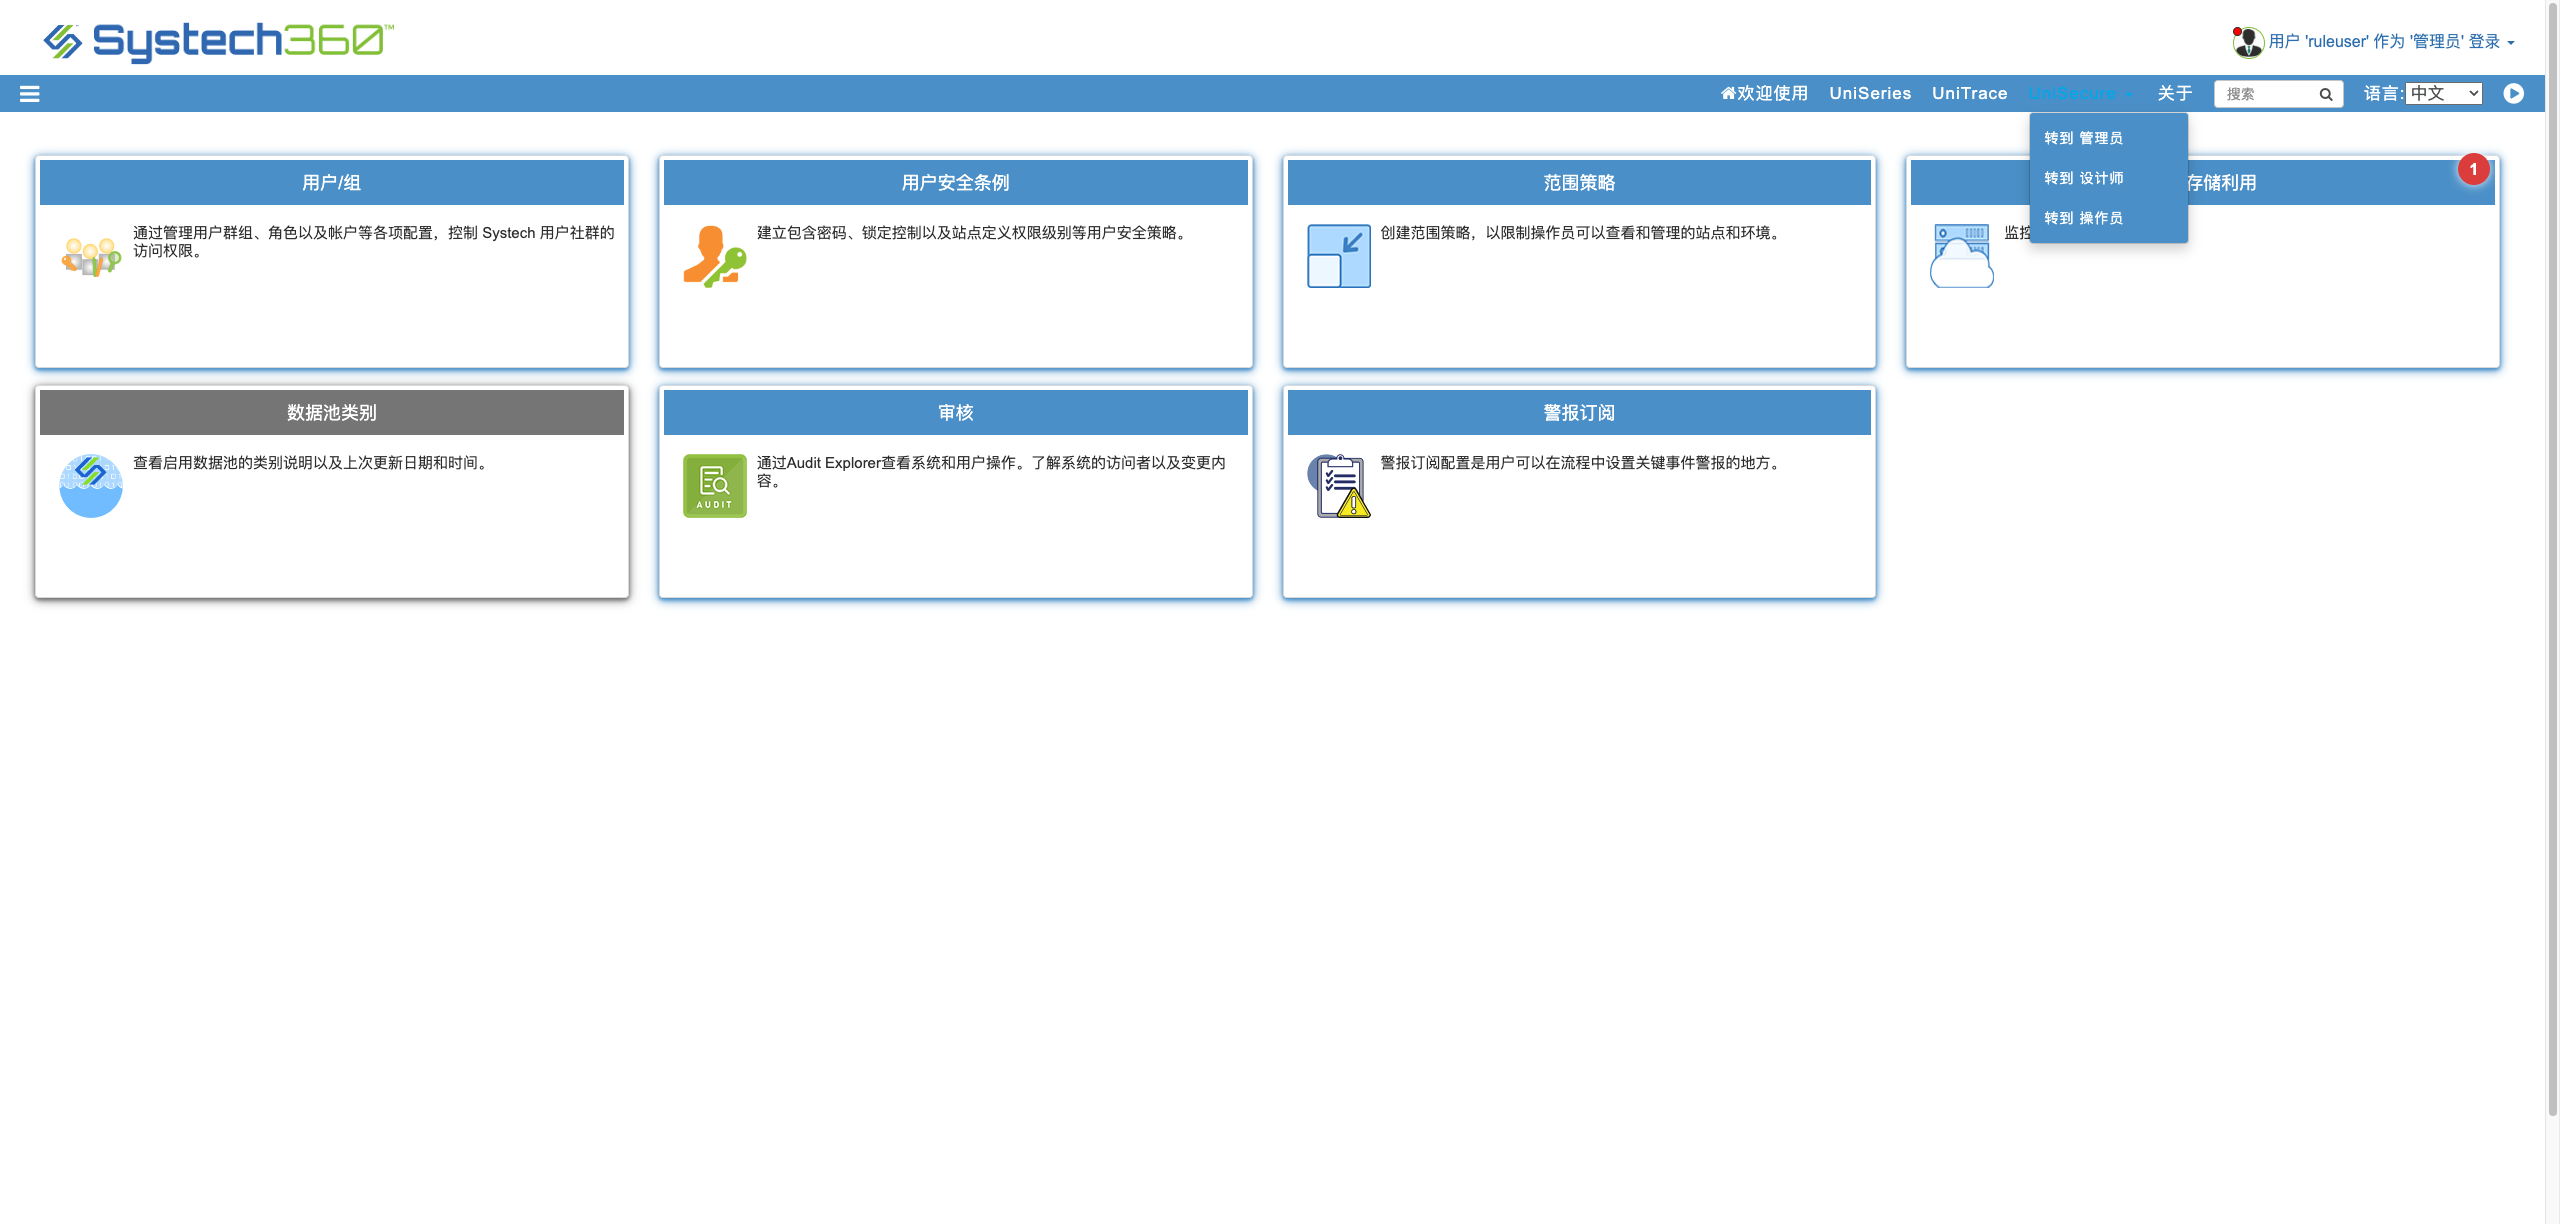 Systech360™
用户 'ruleuser' 作为 '管理员' 登录
欢迎使用 UniSeries UniTrace UniSecure 关于 搜索 语言: 中文
转到 管理员
转到 设计师
转到 操作员
用户/组
通过管理用户群组、角色以及帐户等各项配置，控制 Systech 用户社群的
访问权限。
用户安全条例
建立包含密码、锁定控制以及站点定义权限级别等用户安全策略。
范围策略
创建范围策略，以限制操作员可以查看和管理的站点和环境。
存储利用
1
监控
数据池类别
查看启用数据池的类别说明以及上次更新日期和时间。
审核
AUDIT
通过Audit Explorer查看系统和用户操作。了解系统的访问者以及变更内
容。
警报订阅
警报订阅配置是用户可以在流程中设置关键事件警报的地方。